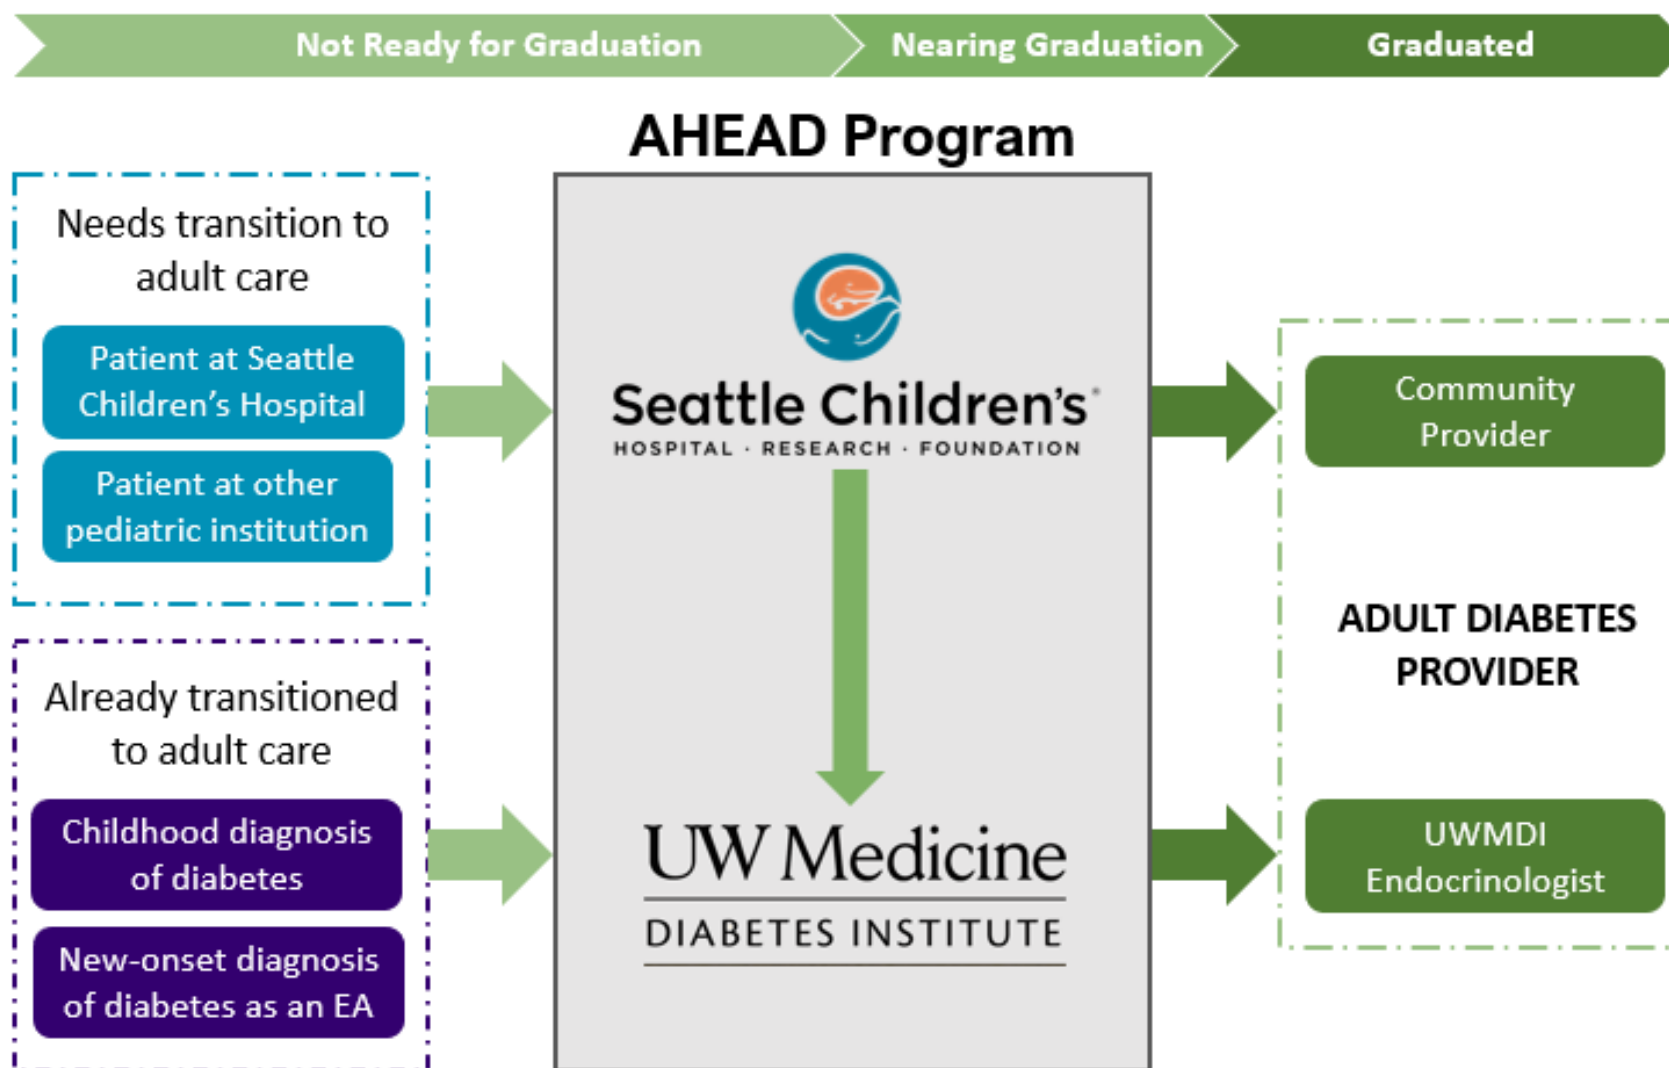 Not Ready for Graduation
Nearing Graduation
Graduated
AHEAD Program
Needs transition to
adult care
Patient at Seattle
Children's Hospital
Patient at other
pediatric institution
Already transitioned
to adult care
Childhood diagnosis
of diabetes
New-onset diagnosis
of diabetes as an EA
Seattle Children's
HOSPITAL · RESEARCH · FOUNDATION
UW Medicine
DIABETES INSTITUTE
Community
Provider
ADULT DIABETES
PROVIDER
UWMDI
Endocrinologist